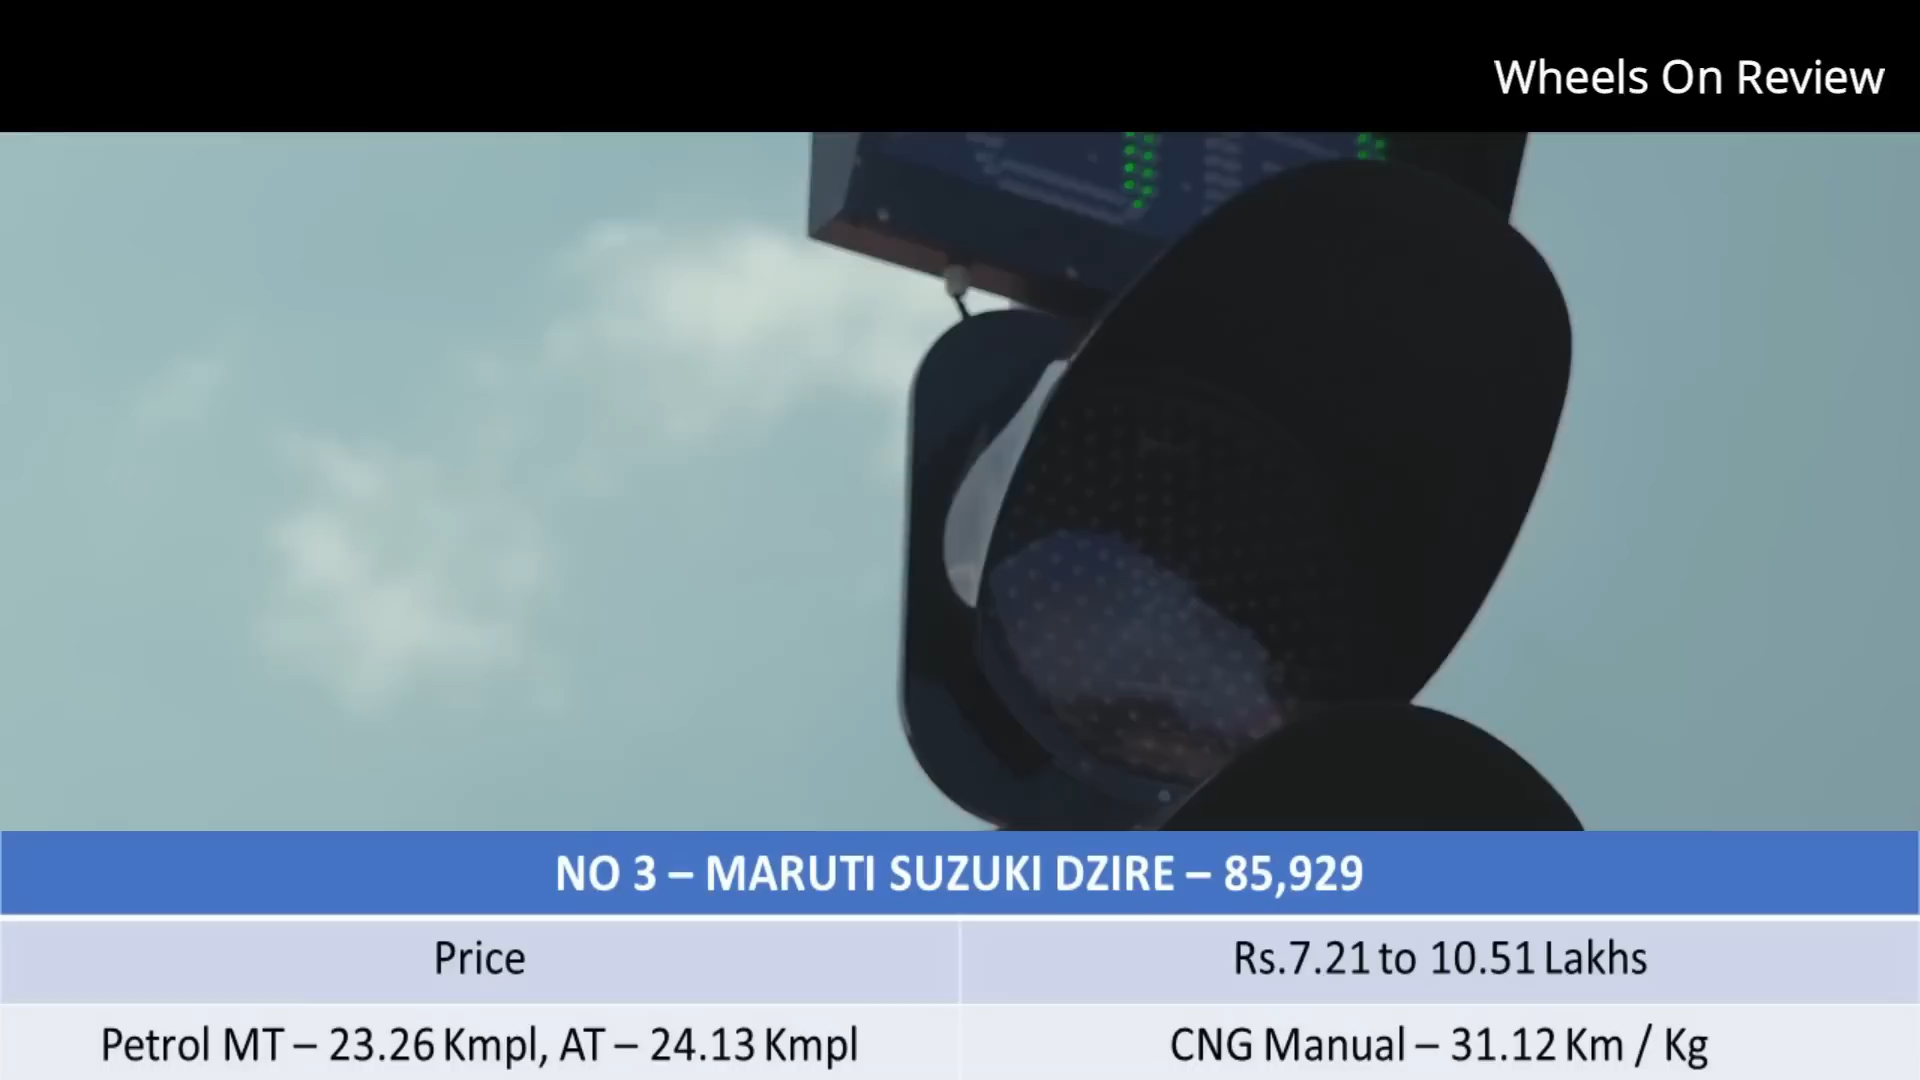 Wheels On Review
NO 3 – MARUTI SUZUKI DZIRE – 85,929
Price
Rs.7.21 to 10.51 Lakhs
Petrol MT – 23.26 Kmpl, AT – 24.13 Kmpl
CNG Manual – 31.12 Km / Kg